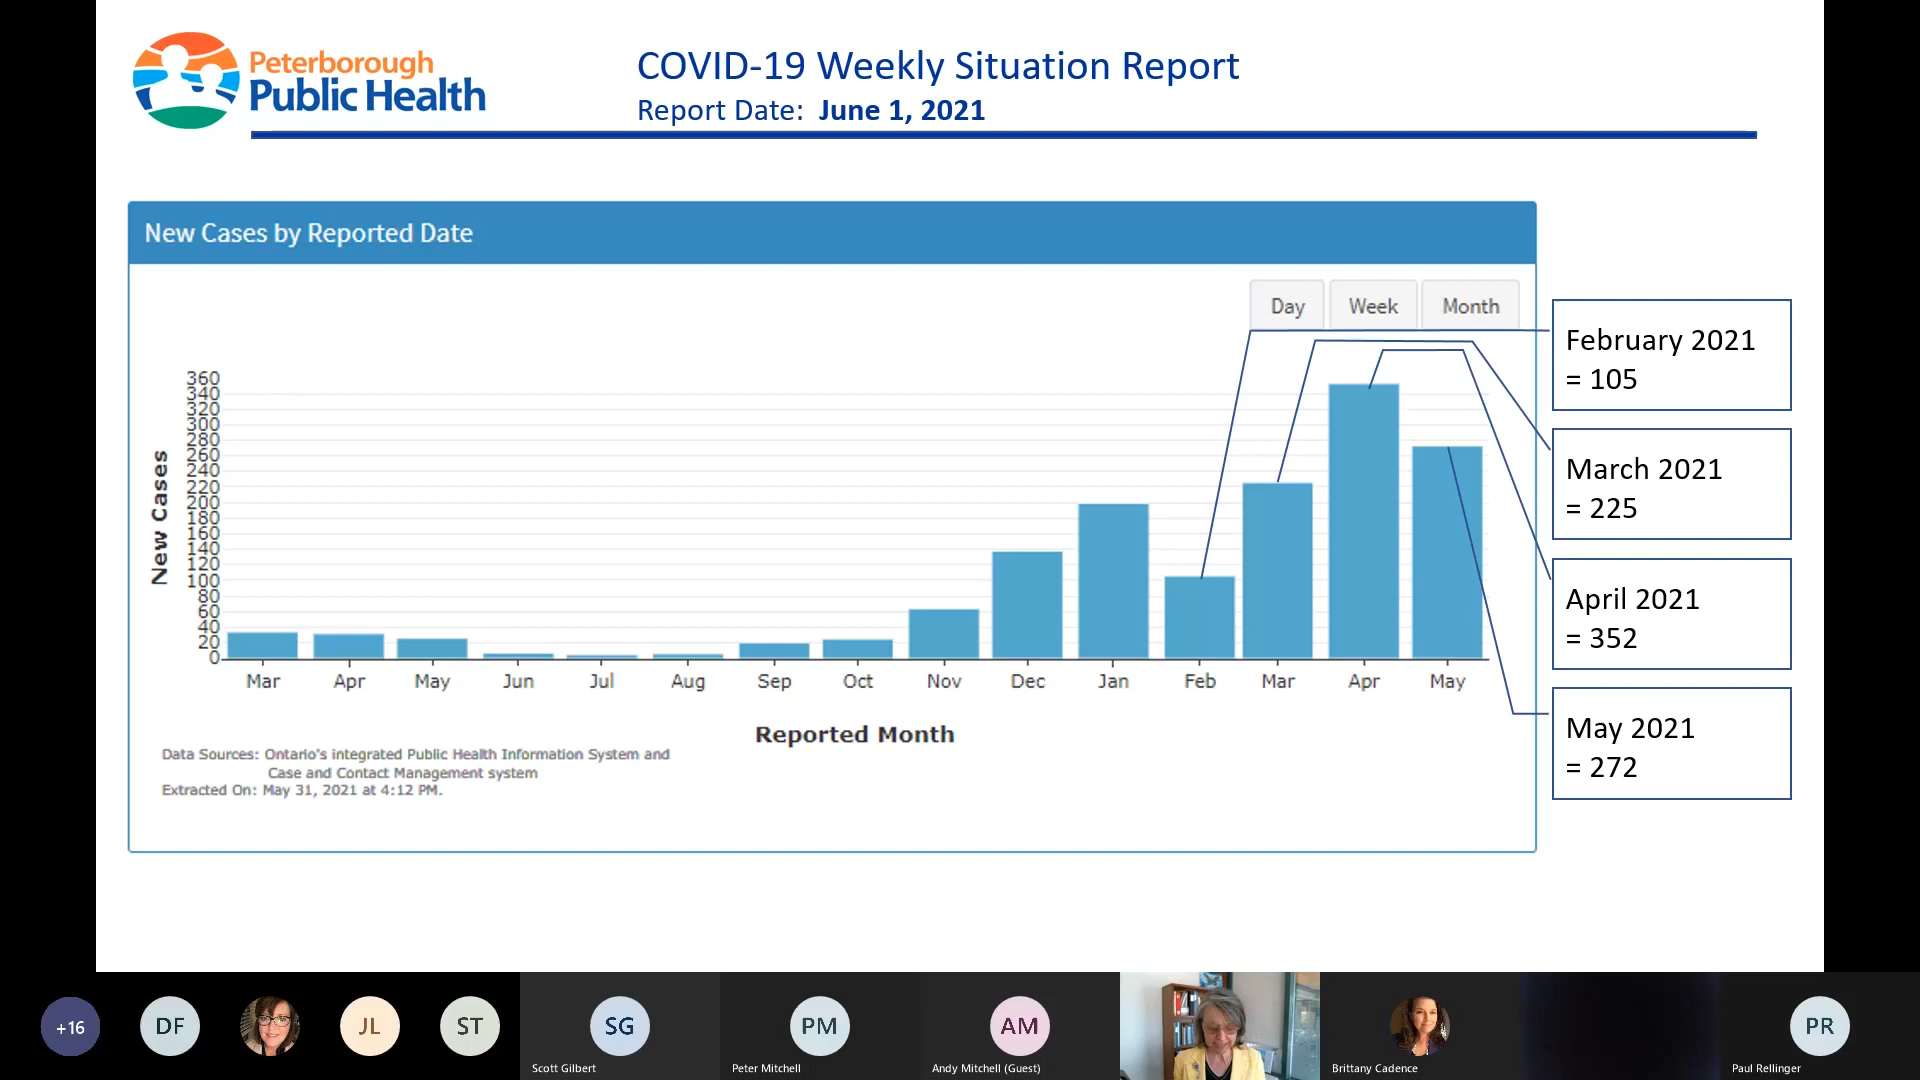 Peterborough
Public Health
COVID-19 Weekly Situation Report
Report Date: June 1, 2021
New Cases by Reported Date
Day
Week
Month
360
340
320
300
280
260
240
220
200
180
160
140
120
100
80
60
40
20
0
New Cases
Mar
Apr
May
Jun
Jul
Aug
Sep
Oct
Nov
Dec
Jan
Feb
Mar
Apr
May
Reported Month
Data Sources: Ontario's integrated Public Health Information System and
Case and Contact Management system
Extracted On: May 31, 2021 at 4:12 PM.
February 2021
= 105
March 2021
= 225
April 2021
= 352
May 2021
= 272
+16
DF
JL
ST
SG
Scott Gilbert
PM
Peter Mitchell
AM
Andy Mitchell (Guest)
Brittany Cadence
PR
Paul Rellinger